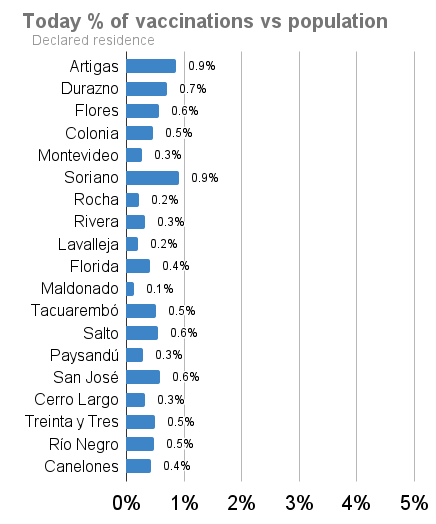 Today % of vaccinations vs population
Declared residence
Artigas 0.9%
Durazno 0.7%
Flores 0.6%
Colonia 0.5%
Montevideo 0.3%
Soriano 0.9%
Rocha 0.2%
Rivera 0.3%
Lavalleja 0.2%
Florida 0.4%
Maldonado 0.1%
Tacuarembó 0.5%
Salto 0.6%
Paysandú 0.3%
San José 0.6%
Cerro Largo 0.3%
Treinta y Tres 0.5%
Río Negro 0.5%
Canelones 0.4%
0% 1% 2% 3% 4% 5%